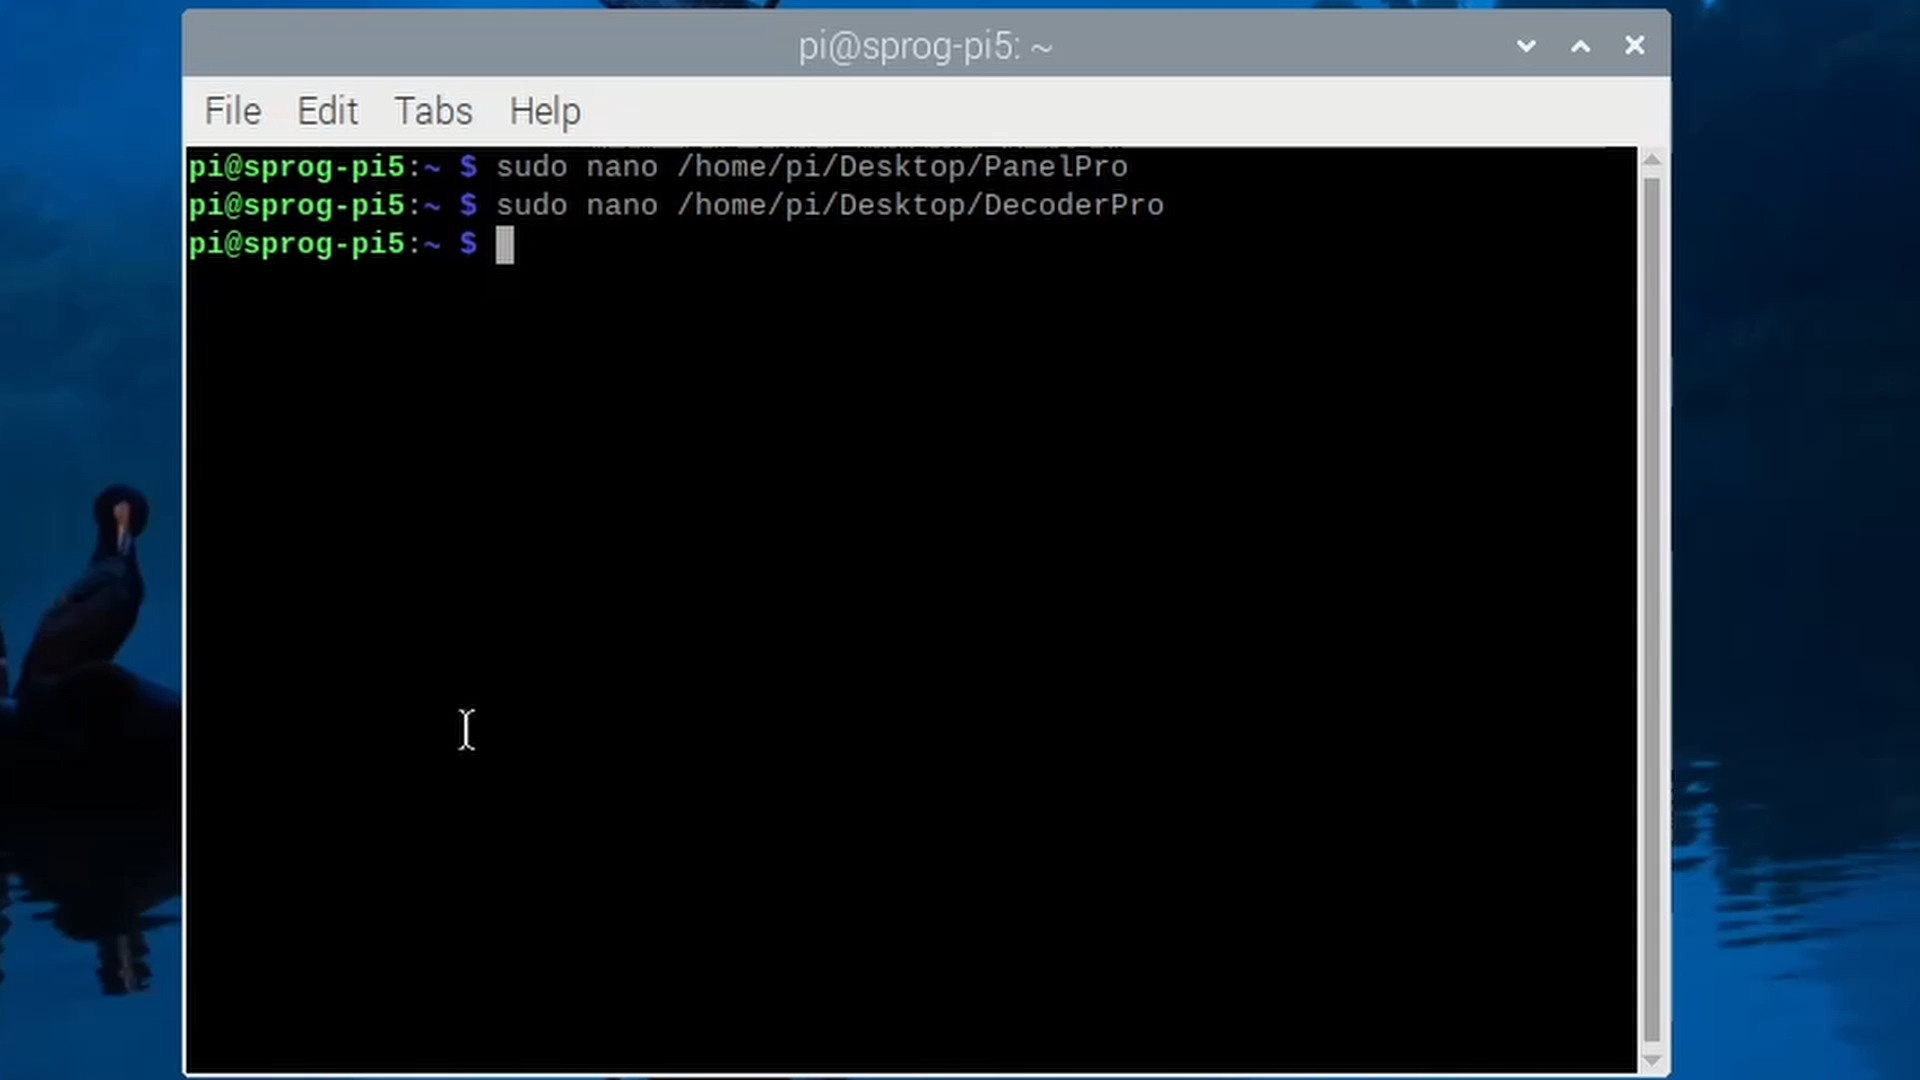 pi@sprog-pi5: ~
File Edit Tabs Help
pi@sprog-pi5:~ $ sudo nano /home/pi/Desktop/PanelPro
pi@sprog-pi5:~ $ sudo nano /home/pi/Desktop/DecoderPro
pi@sprog-pi5:~ $